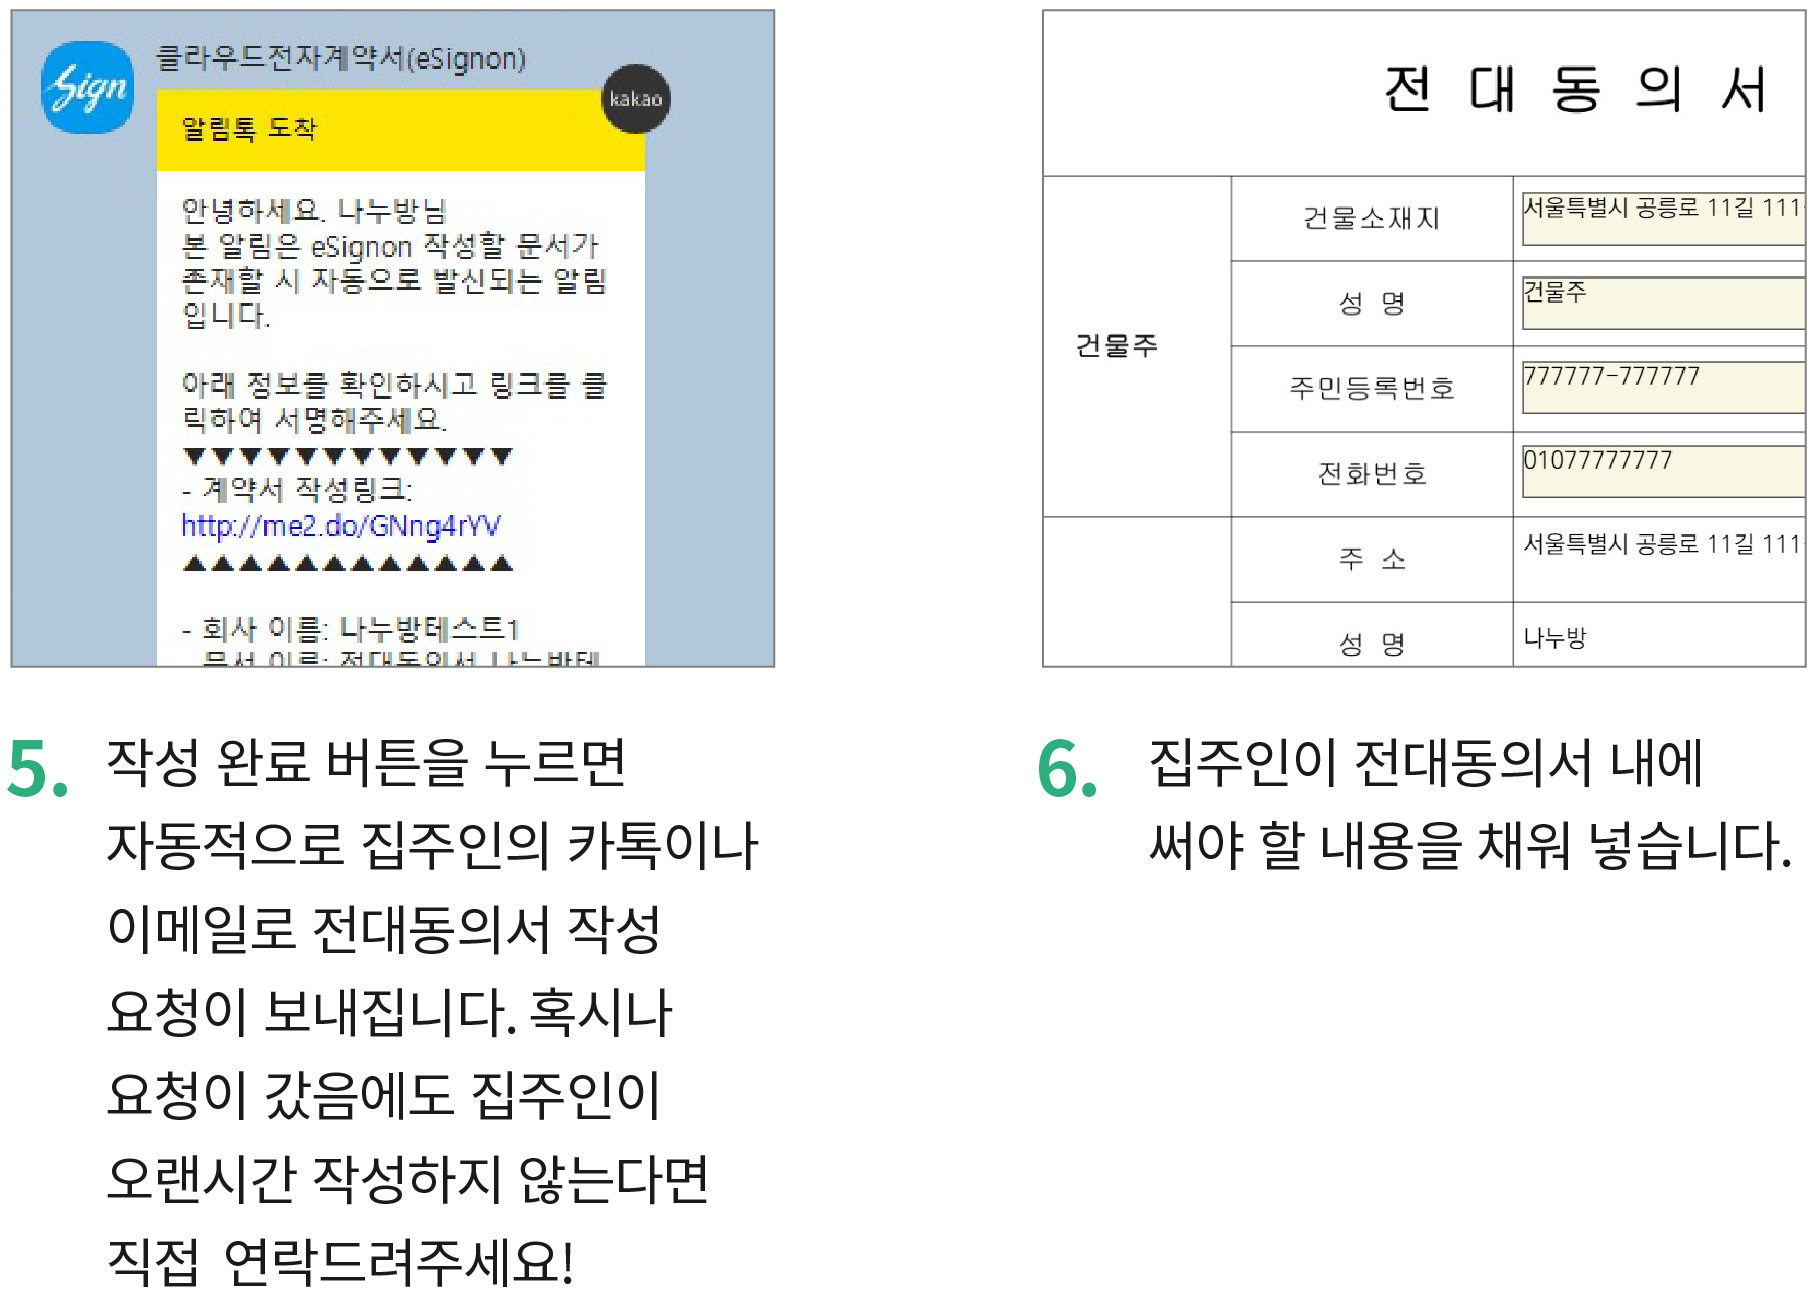 Sign
클라우드전자계약서(eSignon)
kakao
알림톡 도착
안녕하세요. 나누방님
본 알림은 eSignon 작성할 문서가
존재할 시 자동으로 발신되는 알림
입니다.
아래 정보를 확인하시고 링크를 클
릭하여 서명해주세요.
▼▼▼▼▼▼▼▼▼▼▼▼
- 계약서 작성링크:
http://me2.do/GNng4rYV
▲▲▲▲▲▲▲▲▲▲▲▲
- 회사 이름: 나누방테스트1
- 문서 이름: 전대동의서 나누방테
5. 작성 완료 버튼을 누르면
자동적으로 집주인의 카톡이나
이메일로 전대동의서 작성
요청이 보내집니다. 혹시나
요청이 갔음에도 집주인이
오랜시간 작성하지 않는다면
직접 연락드려주세요!
전 대 동 의 서
건물주
건물소재지 서울특별시 공릉로 11길 111
성 명 건물주
주민등록번호 777777-777777
전화번호 01077777777
주 소 서울특별시 공릉로 11길 111
성 명 나누방
6. 집주인이 전대동의서 내에
써야 할 내용을 채워 넣습니다.